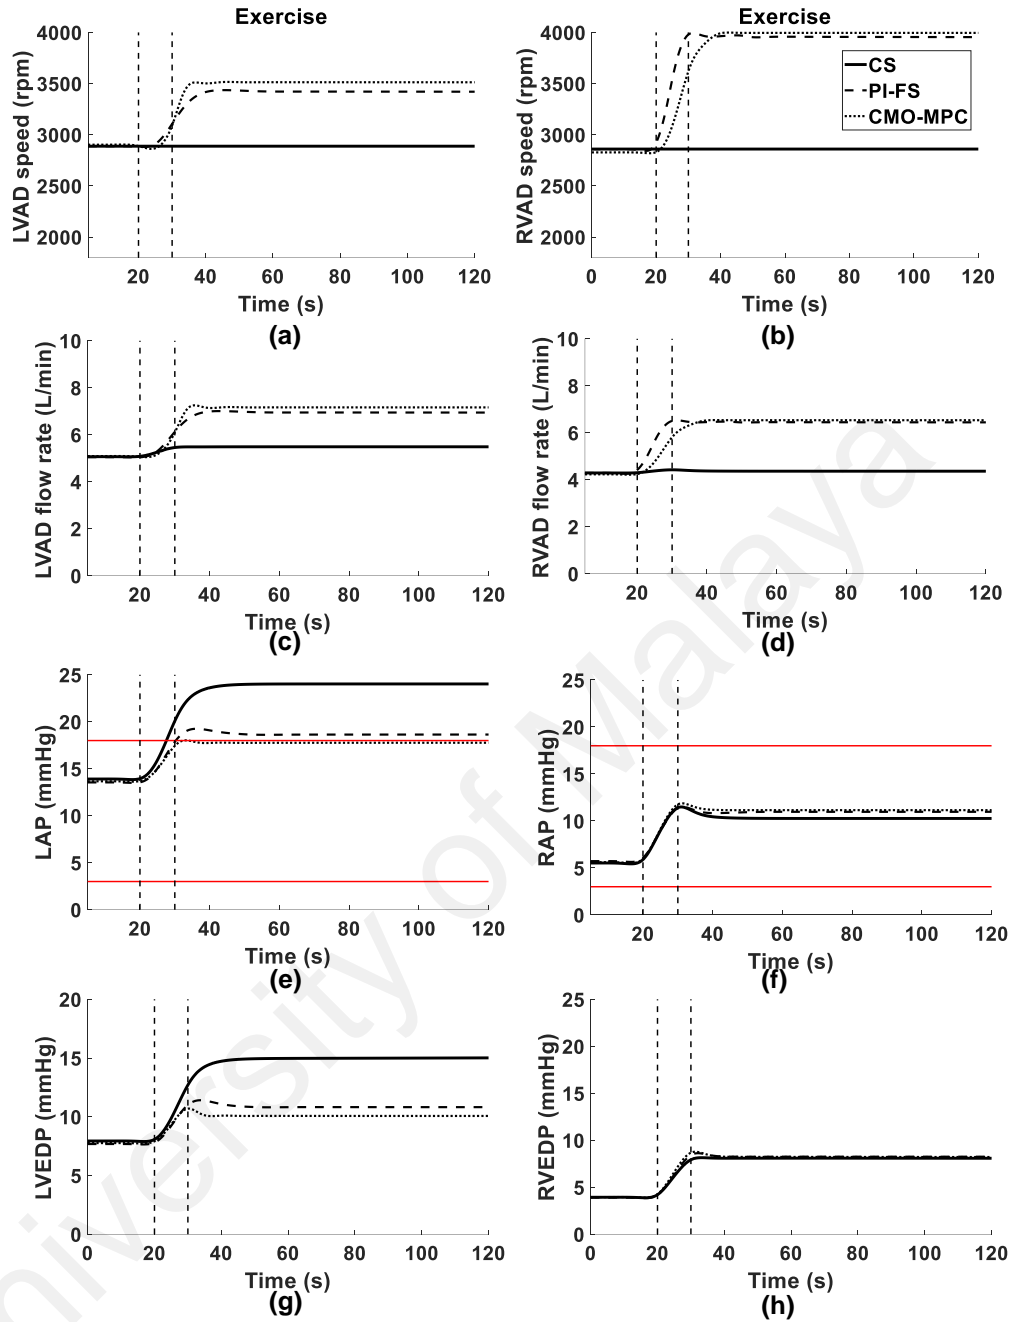 Exercise
4000
3500
3000
2500
2000
LVAD speed (rpm)
20 40 60 80 100 120
Time (s)
(a)
Exercise
4000
3500
3000
2500
2000
RVAD speed (rpm)
CS
PI-FS
CMO-MPC
0 20 40 60 80 100 120
Time (s)
(b)
10
8
6
4
2
0
LVAD flow rate (L/min)
20 40 60 80 100 120
Time (s)
(c)
10
8
6
4
2
0
RVAD flow rate (L/min)
20 40 60 80 100 120
Time (s)
(d)
25
20
15
10
5
0
LAP (mmHg)
20 40 60 80 100 120
Time (s)
(e)
25
20
15
10
5
0
RAP (mmHg)
0 20 40 60 80 100 120
Time (s)
(f)
20
15
10
5
0
LVEDP (mmHg)
0 20 40 60 80 100 120
Time (s)
(g)
25
20
15
10
5
0
RVEDP (mmHg)
0 20 40 60 80 100 120
Time (s)
(h)
niversity of Malaya